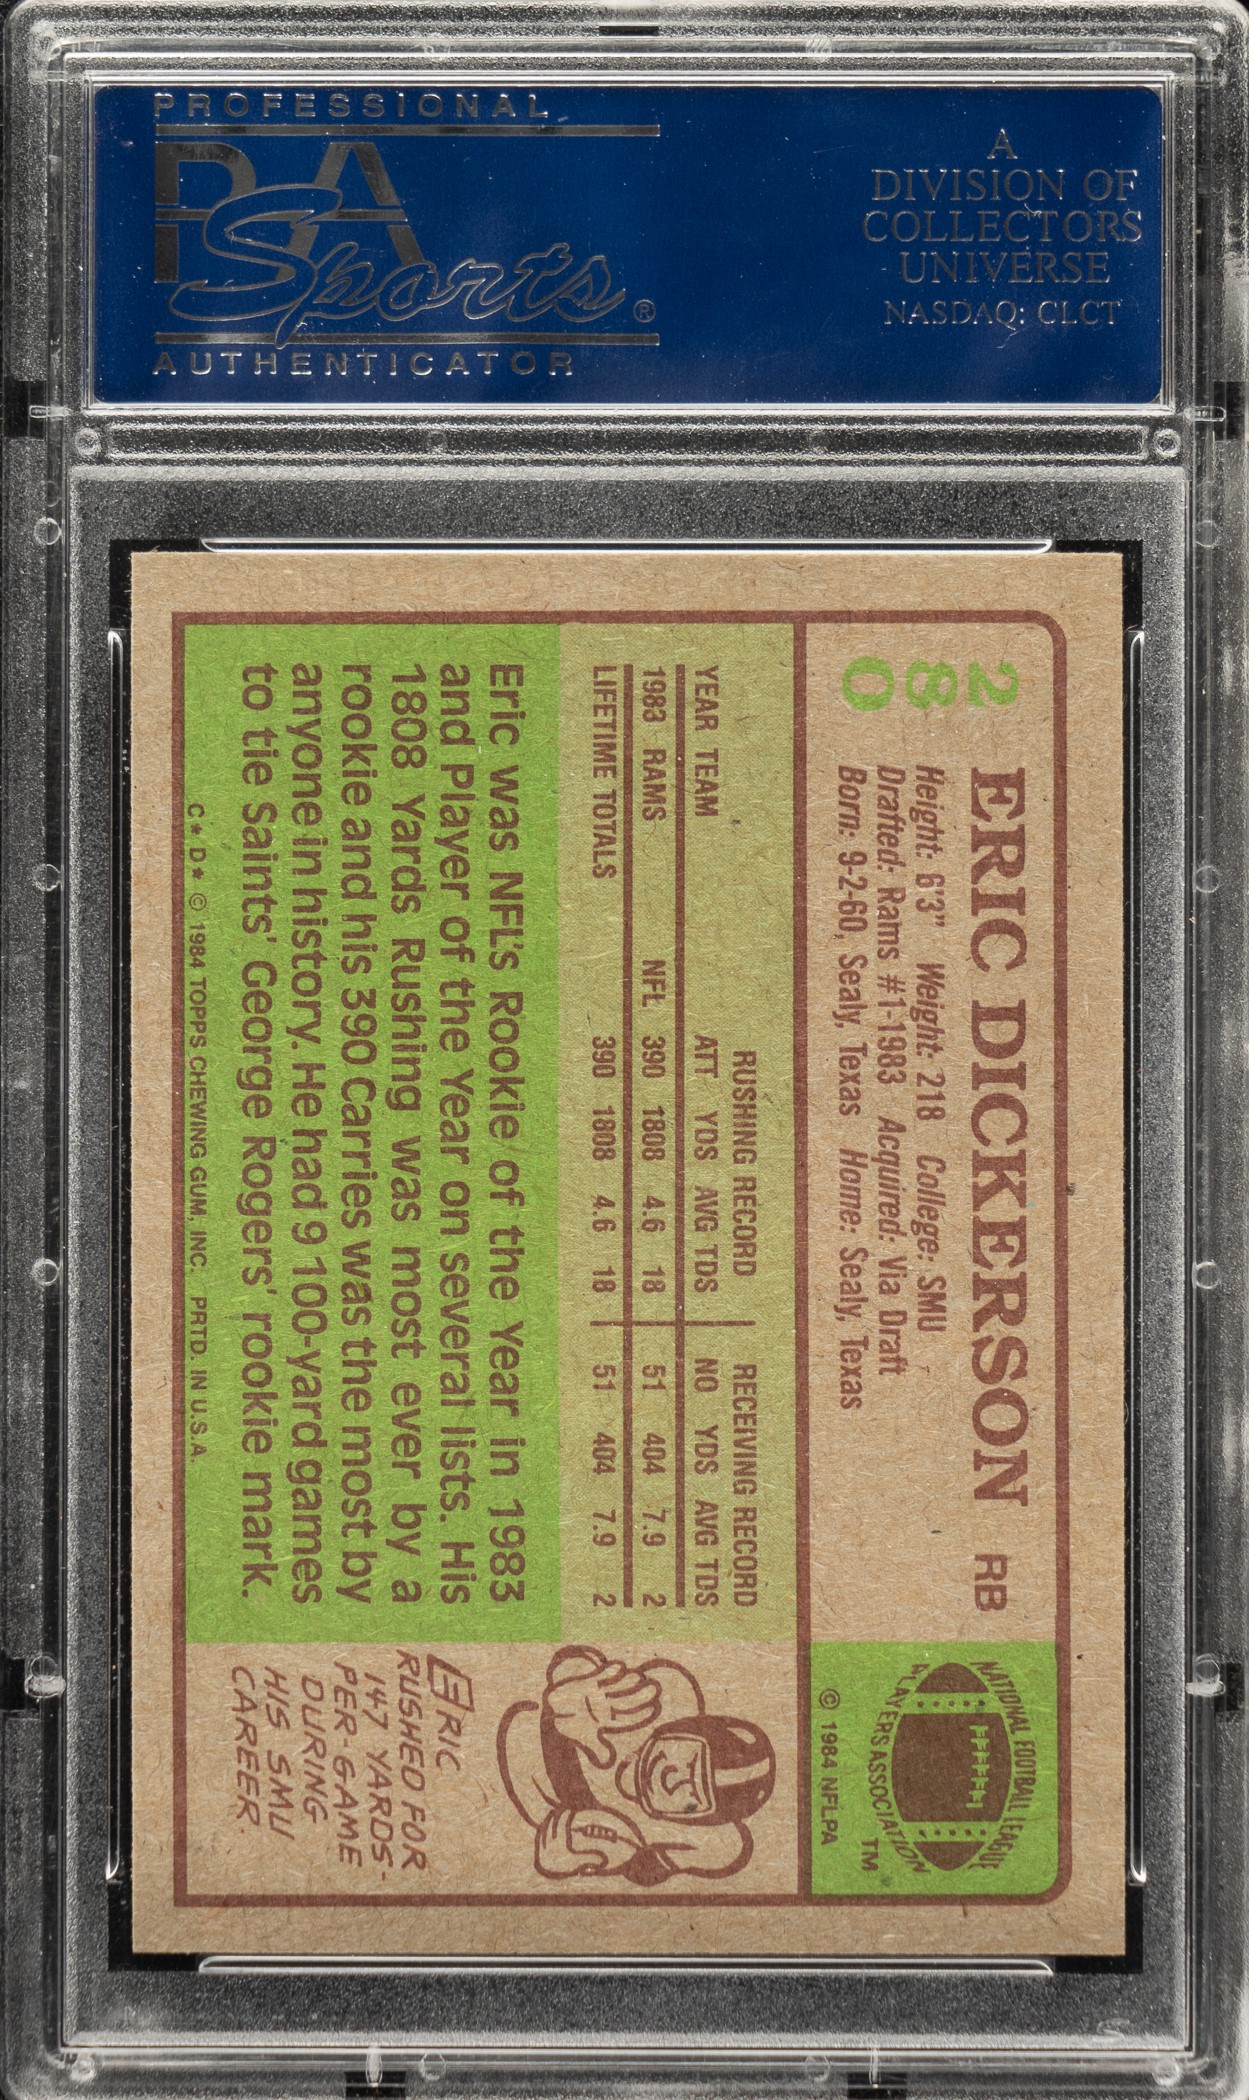 PROFESSIONAL
PSA
Sports®
AUTHENTICATOR
A
DIVISION OF
COLLECTORS
UNIVERSE
NASDAQ: CLCT
280
ERIC DICKERSON RB
Height: 6'3" Weight: 218 College: SMU
Drafted: Rams #1-1983 Acquired: Via Draft
Born: 9-2-60, Sealy, Texas Home: Sealy, Texas
NATIONAL FOOTBALL LEAGUE
PLAYERS ASSOCIATION
TM
© 1984 NFLPA
RUSHING RECORD RECEIVING RECORD
YEAR TEAM ATT YDS AVG TDS NO YDS AVG TDS
1983 RAMS NFL 390 1808 4.6 18 51 404 7.9 2
LIFETIME TOTALS 390 1808 4.6 18 51 404 7.9 2
Eric was NFL's Rookie of the Year in 1983
and Player of the Year on several lists. His
1808 Yards Rushing was most ever by a
rookie and his 390 Carries was the most by
anyone in history. He had 9 100-yard games
to tie Saints' George Rogers' rookie mark.
ERIC
RUSHED FOR
147 YARDS-
PER-GAME
DURING
HIS SMU
CAREER.
C* D* © 1984 TOPPS CHEWING GUM, INC. PRTD. IN U.S.A.